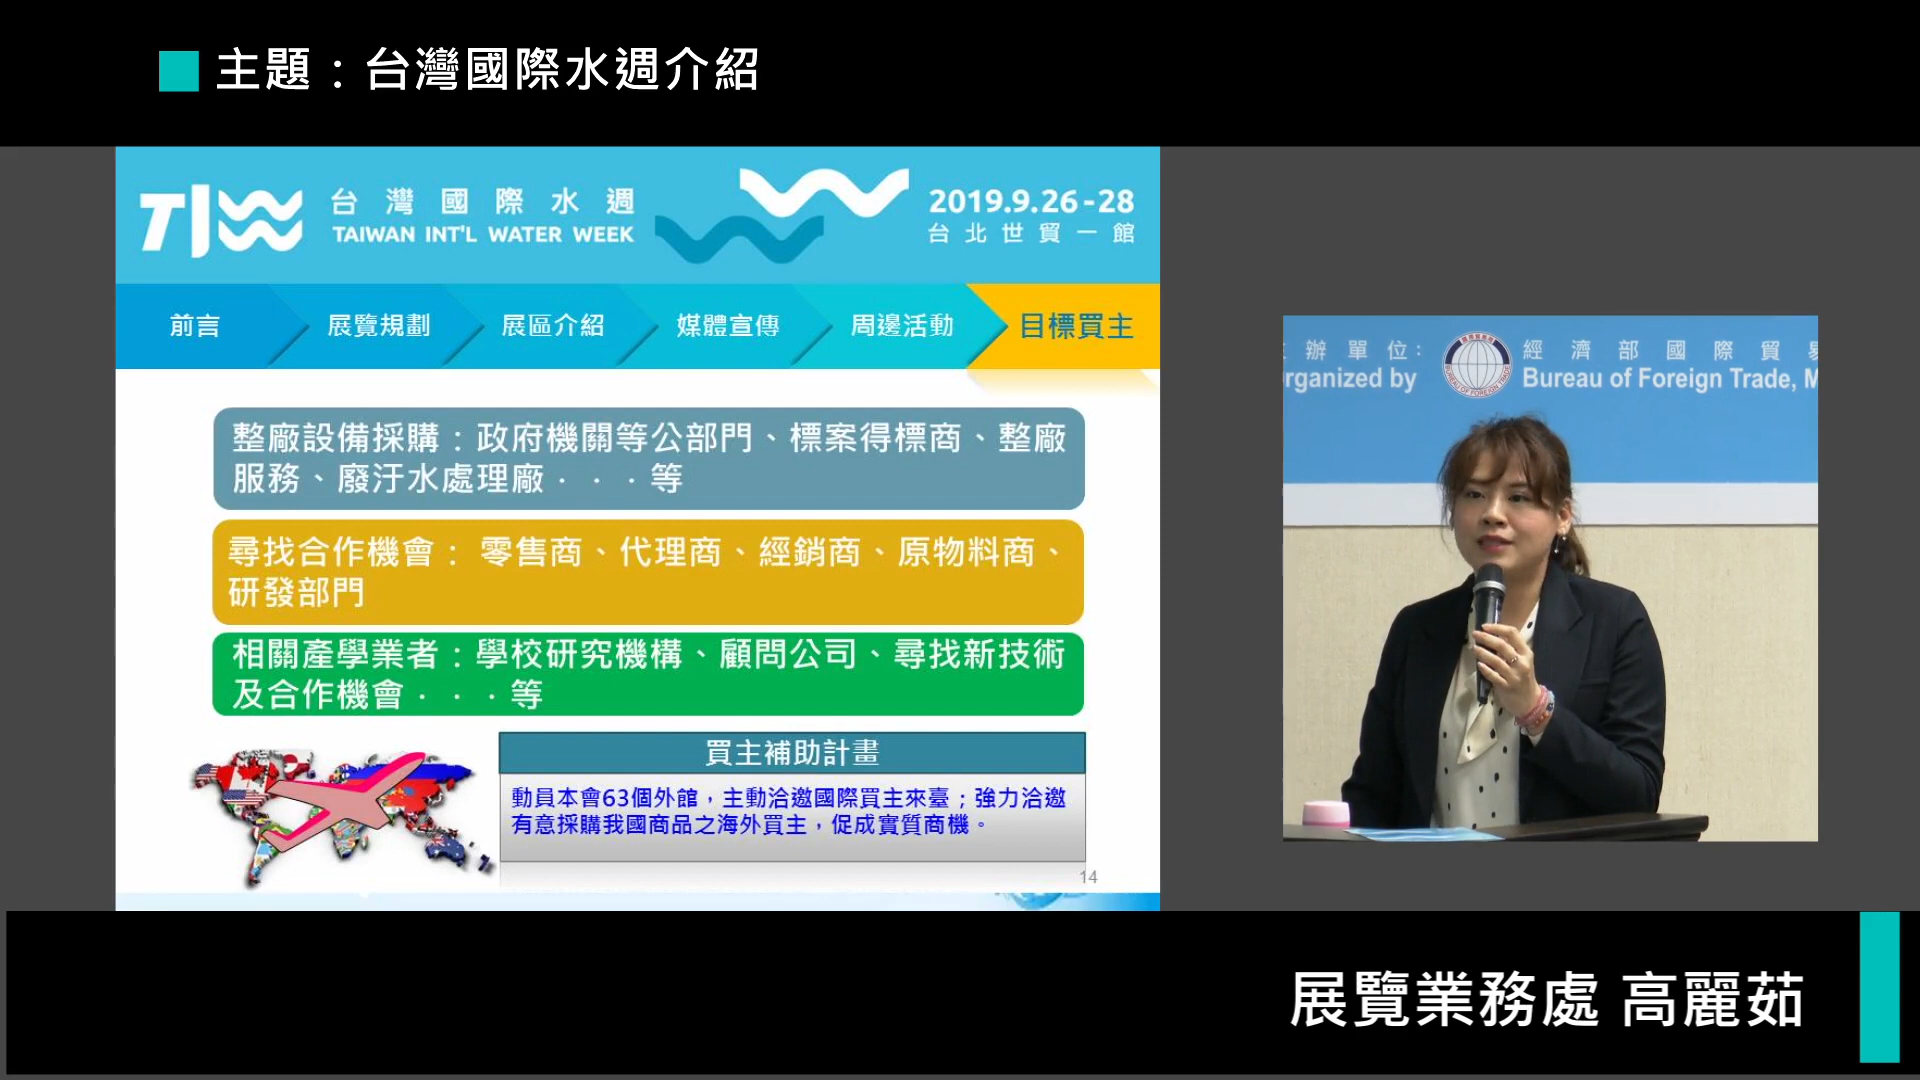 主題：台灣國際水週介紹
TIWW
台灣國際水週
TAIWAN INT'L WATER WEEK
2019.9.26-28
台北世貿一館
前言
展覽規劃
展區介紹
媒體宣傳
周邊活動
目標買主
整廠設備採購：政府機關等公部門、標案得標商、整廠
服務、廢汙水處理廠．．．等
尋找合作機會： 零售商、代理商、經銷商、原物料商、
研發部門
相關產學業者：學校研究機構、顧問公司、尋找新技術
及合作機會．．．等
買主補助計畫
動員本會63個外館，主動洽邀國際買主來臺；強力洽邀
有意採購我國商品之海外買主，促成實質商機。
14
辦單位：
rganized by
經濟部國際貿易
Bureau of Foreign Trade, M
展覽業務處 高麗茹